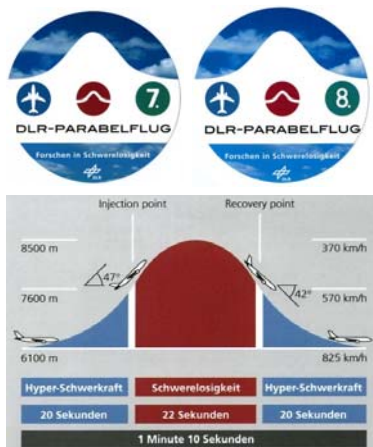 7.
DLR-PARABELFLUG
Forschen in Schwerelosigkeit
DLR
8.
DLR-PARABELFLUG
Forschen in Schwerelosigkeit
DLR
Injection point Recovery point
8500 m 370 km/h
47°
7600 m 42° 570 km/h
6100 m 825 km/h
Hyper-Schwerkraft Schwerelosigkeit Hyper-Schwerkraft
20 Sekunden 22 Sekunden 20 Sekunden
1 Minute 10 Sekunden